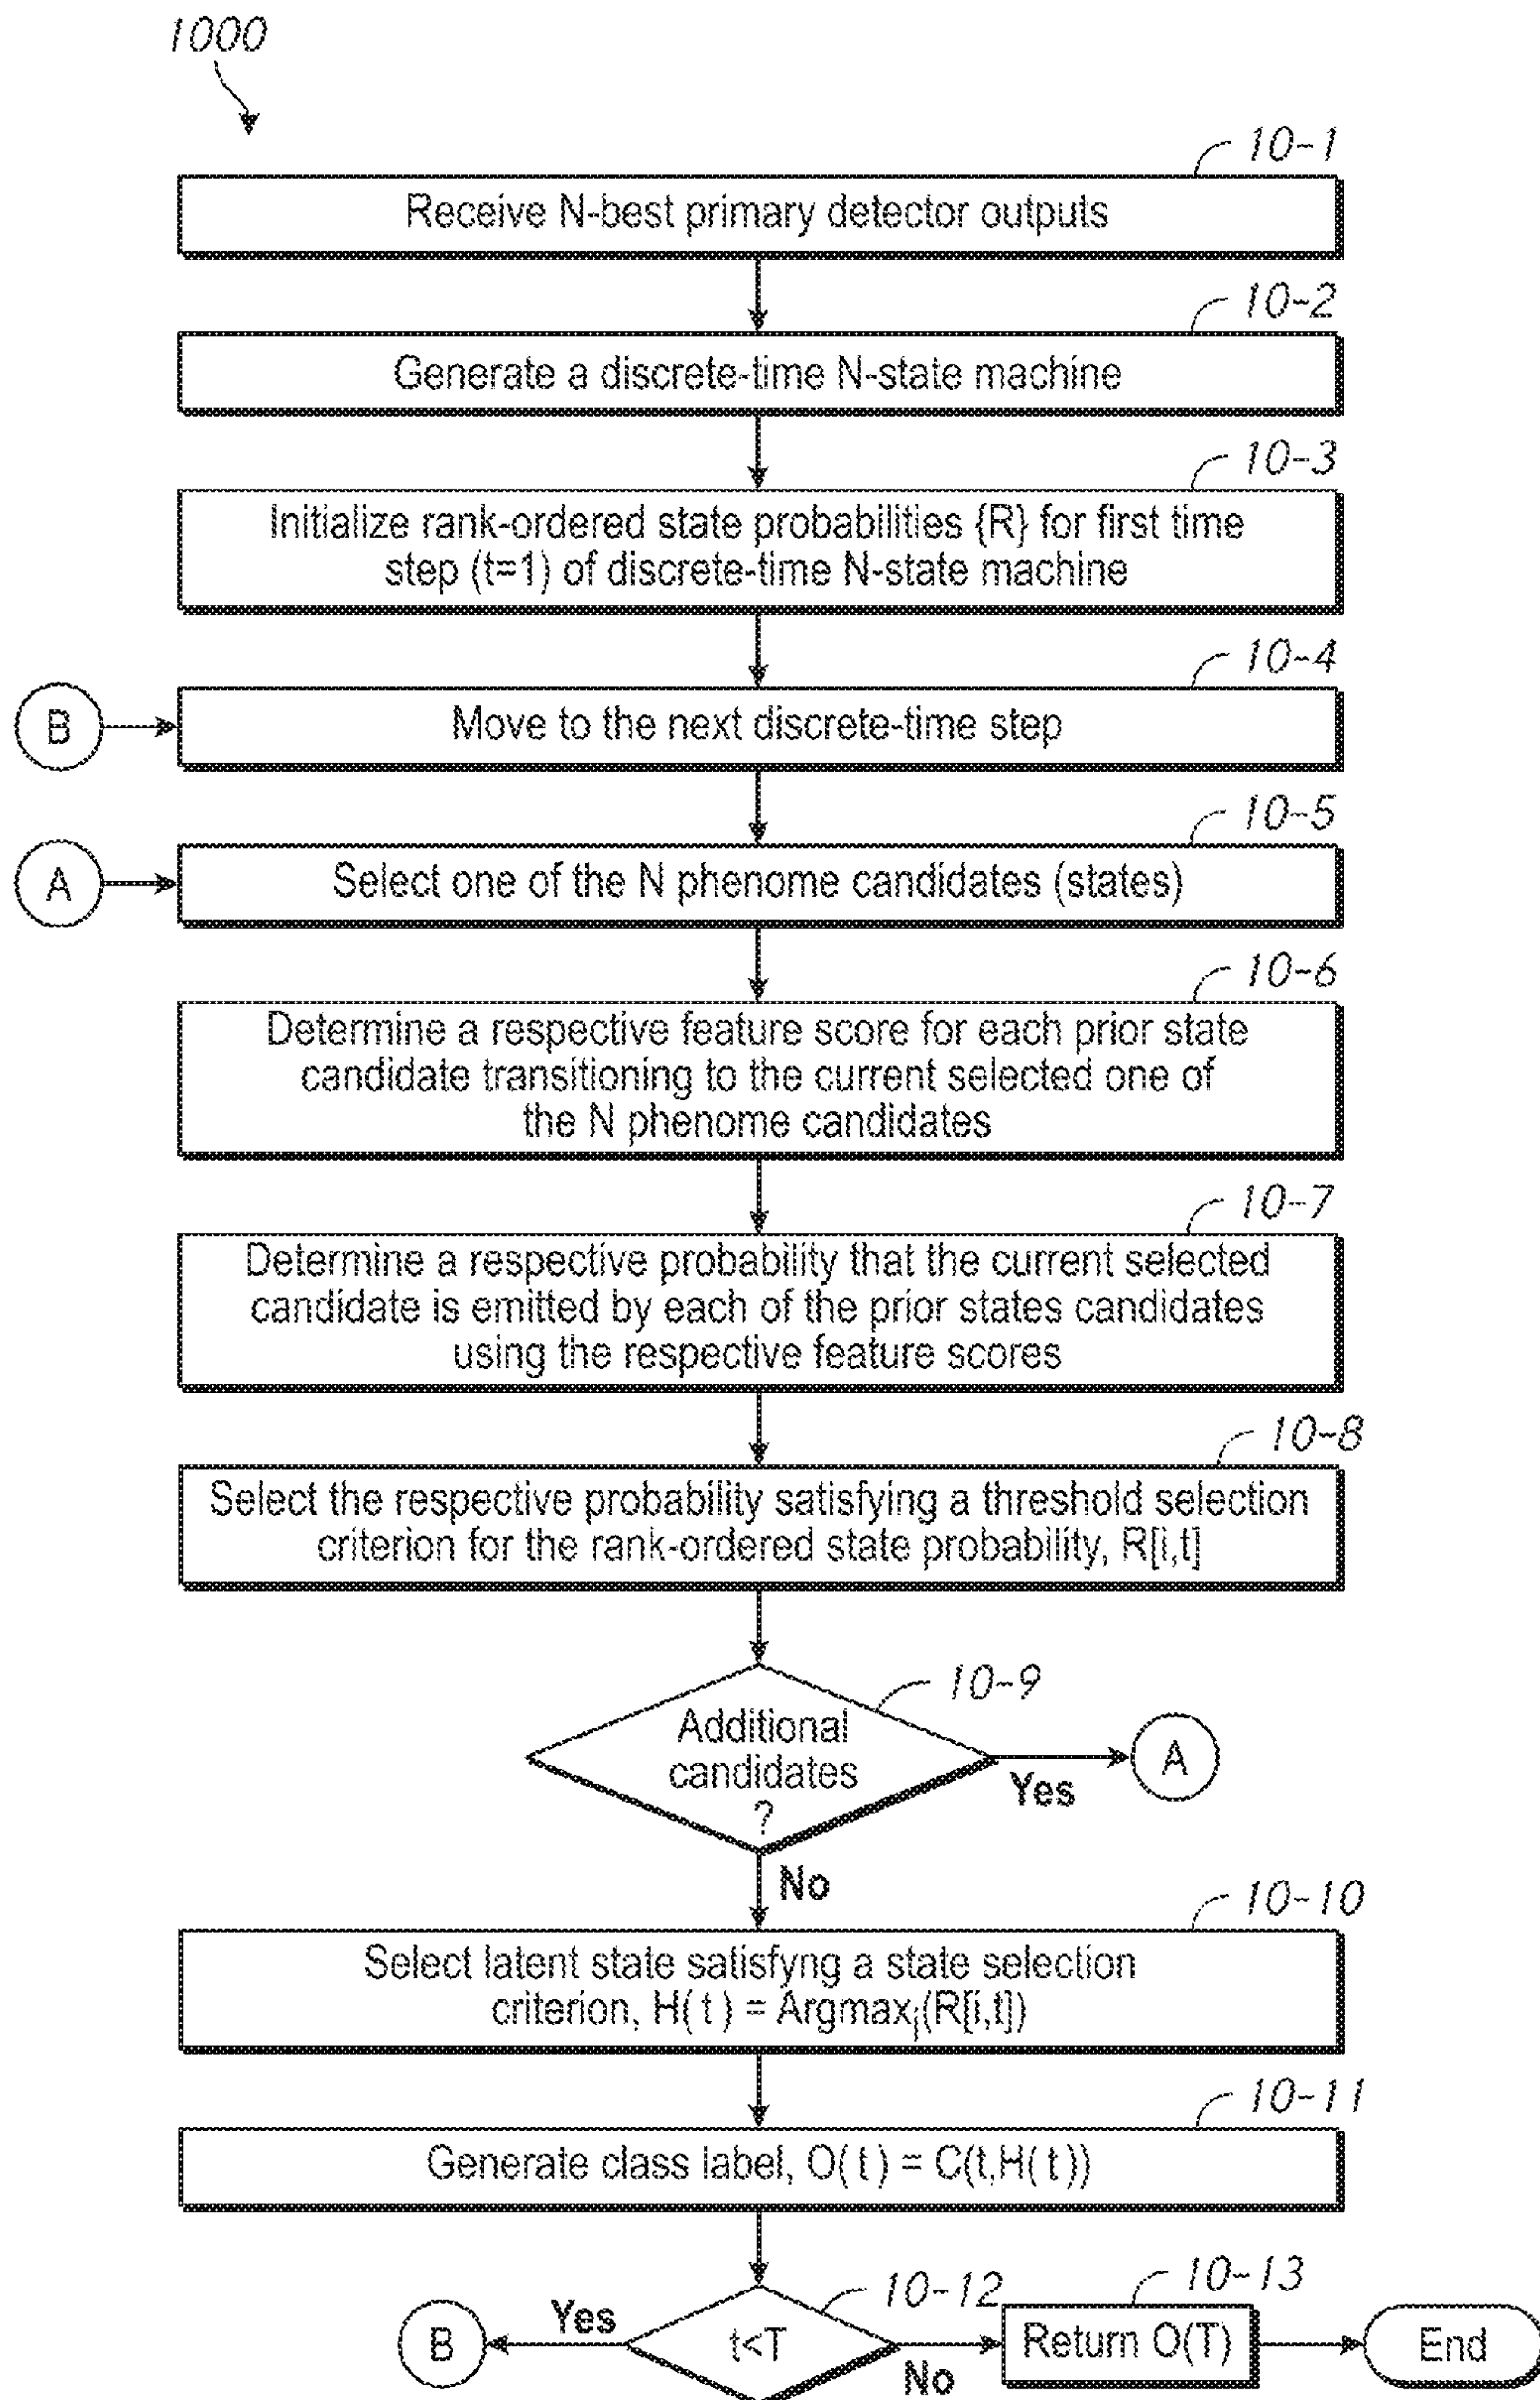 1000
10-1
Receive N-best primary detector outputs
10-2
Generate a discrete-time N-state machine
10-3
Initialize rank-ordered state probabilities {R} for first time
step (t=1) of discrete-time N-state machine
10-4
B
Move to the next discrete-time step
10-5
A
Select one of the N phenome candidates (states)
10-6
Determine a respective feature score for each prior state
candidate transitioning to the current selected one of
the N phenome candidates
10-7
Determine a respective probability that the current selected
candidate is emitted by each of the prior states candidates
using the respective feature scores
10-8
Select the respective probability satisfying a threshold selection
criterion for the rank-ordered state probability, R[i,t]
10-9
Additional
candidates
?
Yes
A
No
10-10
Select latent state satisfyng a state selection
criterion, H(t) = Argmaxj(R[i,t])
10-11
Generate class label, O(t) = C(t,H(t))
10-12
10-13
B
Yes
t<T
No
Return O(T)
End